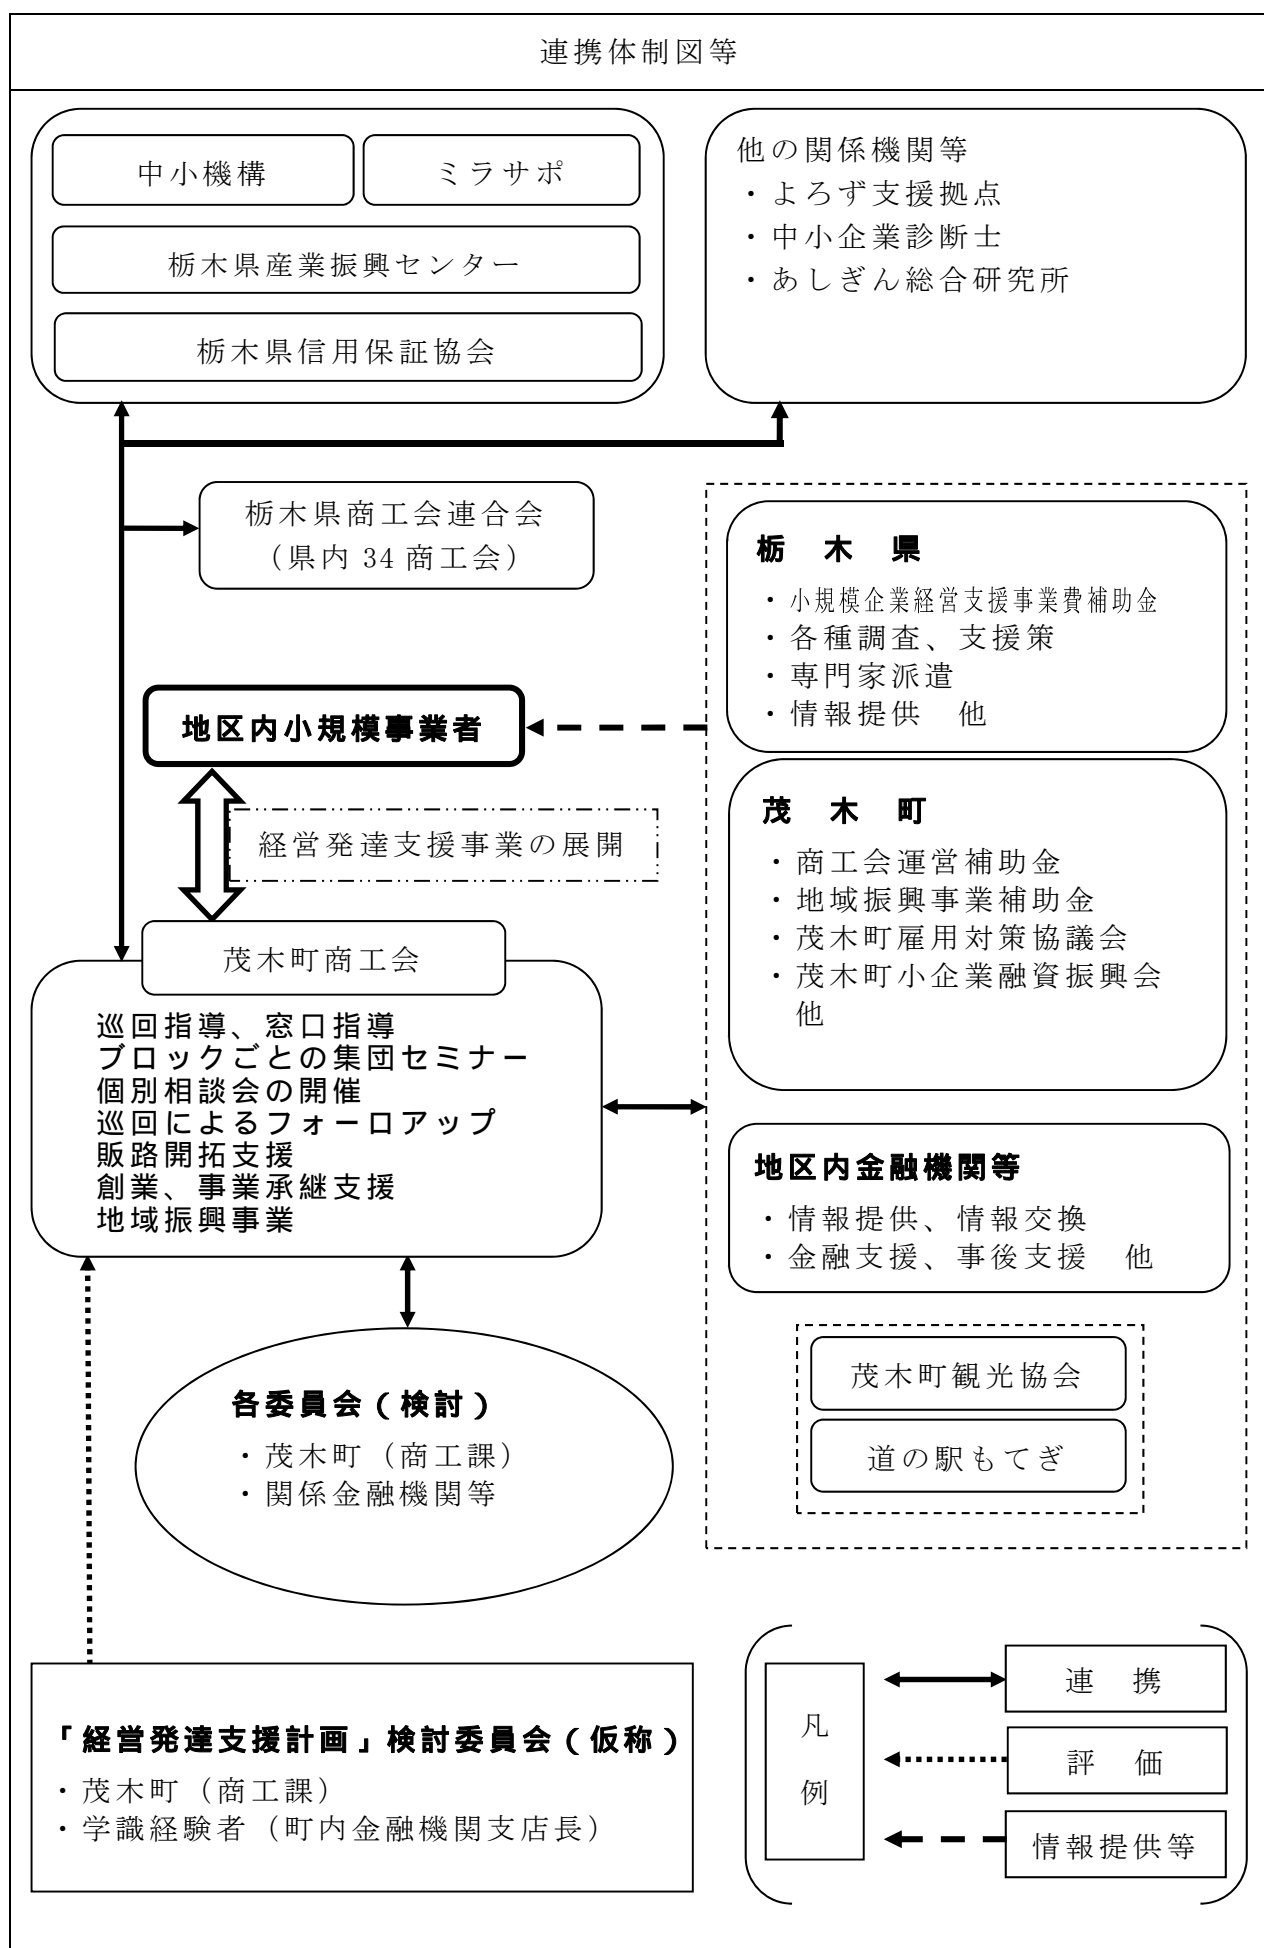 連携体制図等
中小機構
ミラサポ
栃木県産業振興センター
栃木県信用保証協会
他の関係機関等
・よろず支援拠点
・中小企業診断士
・あしぎん総合研究所
栃木県商工会連合会
（県内 34 商工会）
栃　木　県
・小規模企業経営支援事業費補助金
・各種調査、支援策
・専門家派遣
・情報提供　他
地区内小規模事業者
経営発達支援事業の展開
茂　木　町
・商工会運営補助金
・地域振興事業補助金
・茂木町雇用対策協議会
・茂木町小企業融資振興会
他
茂木町商工会
巡回指導、窓口指導
ブロックごとの集団セミナー
個別相談会の開催
巡回によるフォーロアップ
販路開拓支援
創業、事業承継支援
地域振興事業
地区内金融機関等
・情報提供、情報交換
・金融支援、事後支援　他
茂木町観光協会
道の駅もてぎ
各委員会（検討）
・茂木町（商工課）
・関係金融機関等
「経営発達支援計画」検討委員会（仮称）
・茂木町（商工課）
・学識経験者（町内金融機関支店長）
凡
例
連　携
評　価
情報提供等